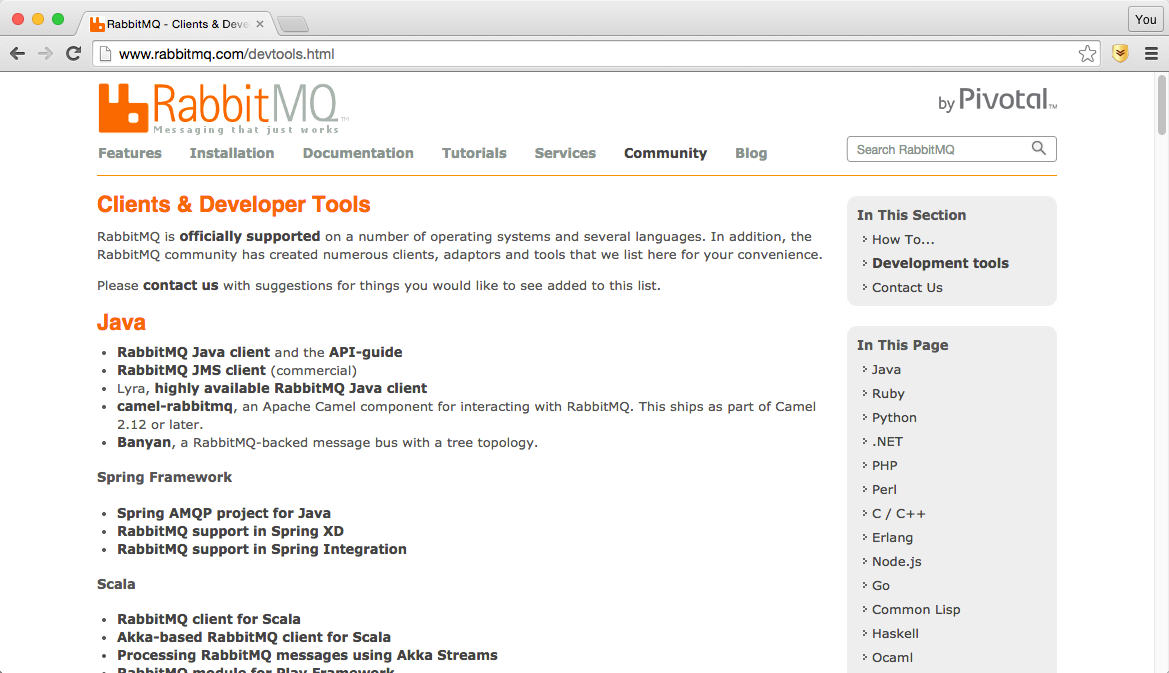 RabbitMQ - Clients & Deve
You
www.rabbitmq.com/devtools.html
RabbitMQ™
Messaging that just works
by Pivotal™
Features Installation Documentation Tutorials Services Community Blog
Search RabbitMQ
Clients & Developer Tools
RabbitMQ is officially supported on a number of operating systems and several languages. In addition, the
RabbitMQ community has created numerous clients, adaptors and tools that we list here for your convenience.
Please contact us with suggestions for things you would like to see added to this list.
Java
• RabbitMQ Java client and the API-guide
• RabbitMQ JMS client (commercial)
• Lyra, highly available RabbitMQ Java client
• camel-rabbitmq, an Apache Camel component for interacting with RabbitMQ. This ships as part of Camel
2.12 or later.
• Banyan, a RabbitMQ-backed message bus with a tree topology.
Spring Framework
• Spring AMQP project for Java
• RabbitMQ support in Spring XD
• RabbitMQ support in Spring Integration
Scala
• RabbitMQ client for Scala
• Akka-based RabbitMQ client for Scala
• Processing RabbitMQ messages using Akka Streams
• RabbitMQ module for Play Framework
In This Section
How To...
Development tools
Contact Us
In This Page
Java
Ruby
Python
.NET
PHP
Perl
C / C++
Erlang
Node.js
Go
Common Lisp
Haskell
Ocaml